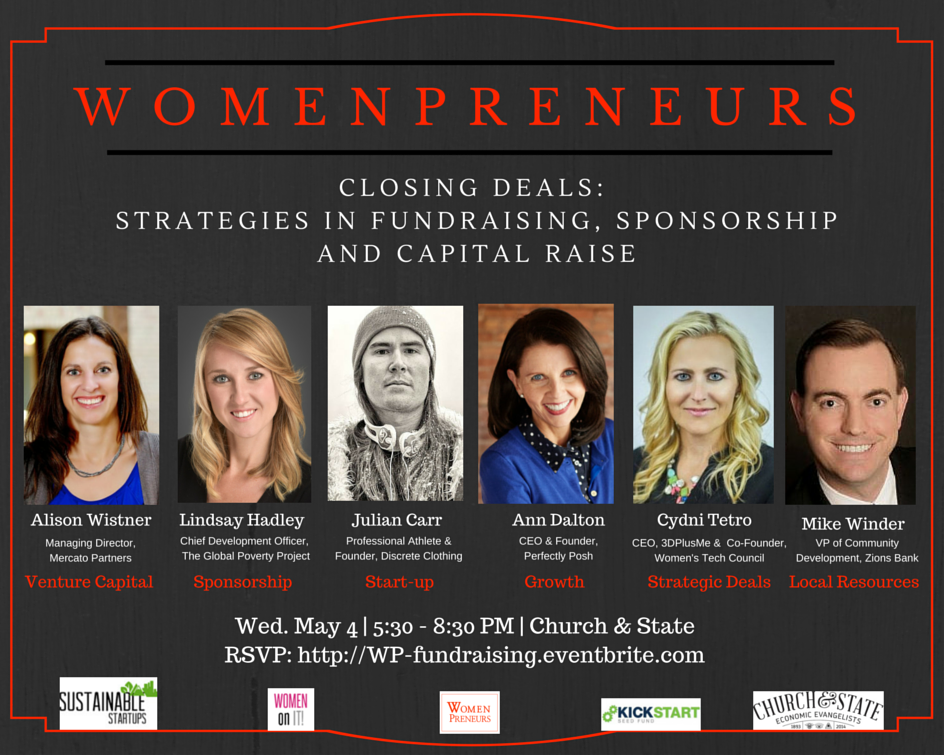 WOMENPRENEURS
CLOSING DEALS:
STRATEGIES IN FUNDRAISING, SPONSORSHIP
AND CAPITAL RAISE
Alison Wistner
Managing Director,
Mercato Partners
Venture Capital
Lindsay Hadley
Chief Development Officer,
The Global Poverty Project
Sponsorship
Julian Carr
Professional Athlete &
Founder, Discrete Clothing
Start-up
Ann Dalton
CEO & Founder,
Perfectly Posh
Growth
Cydni Tetro
CEO, 3DPlusMe & Co-Founder,
Women's Tech Council
Strategic Deals
Mike Winder
VP of Community
Development, Zions Bank
Local Resources
Wed. May 4 | 5:30 - 8:30 PM | Church & State
RSVP: http://WP-fundraising.eventbrite.com
SUSTAINABLE
STARTUPS
WOMEN
on IT!
WOMEN
PRENEURS
KICKSTART
SEED FUND
CHURCH & STATE
ECONOMIC EVANGELISTS